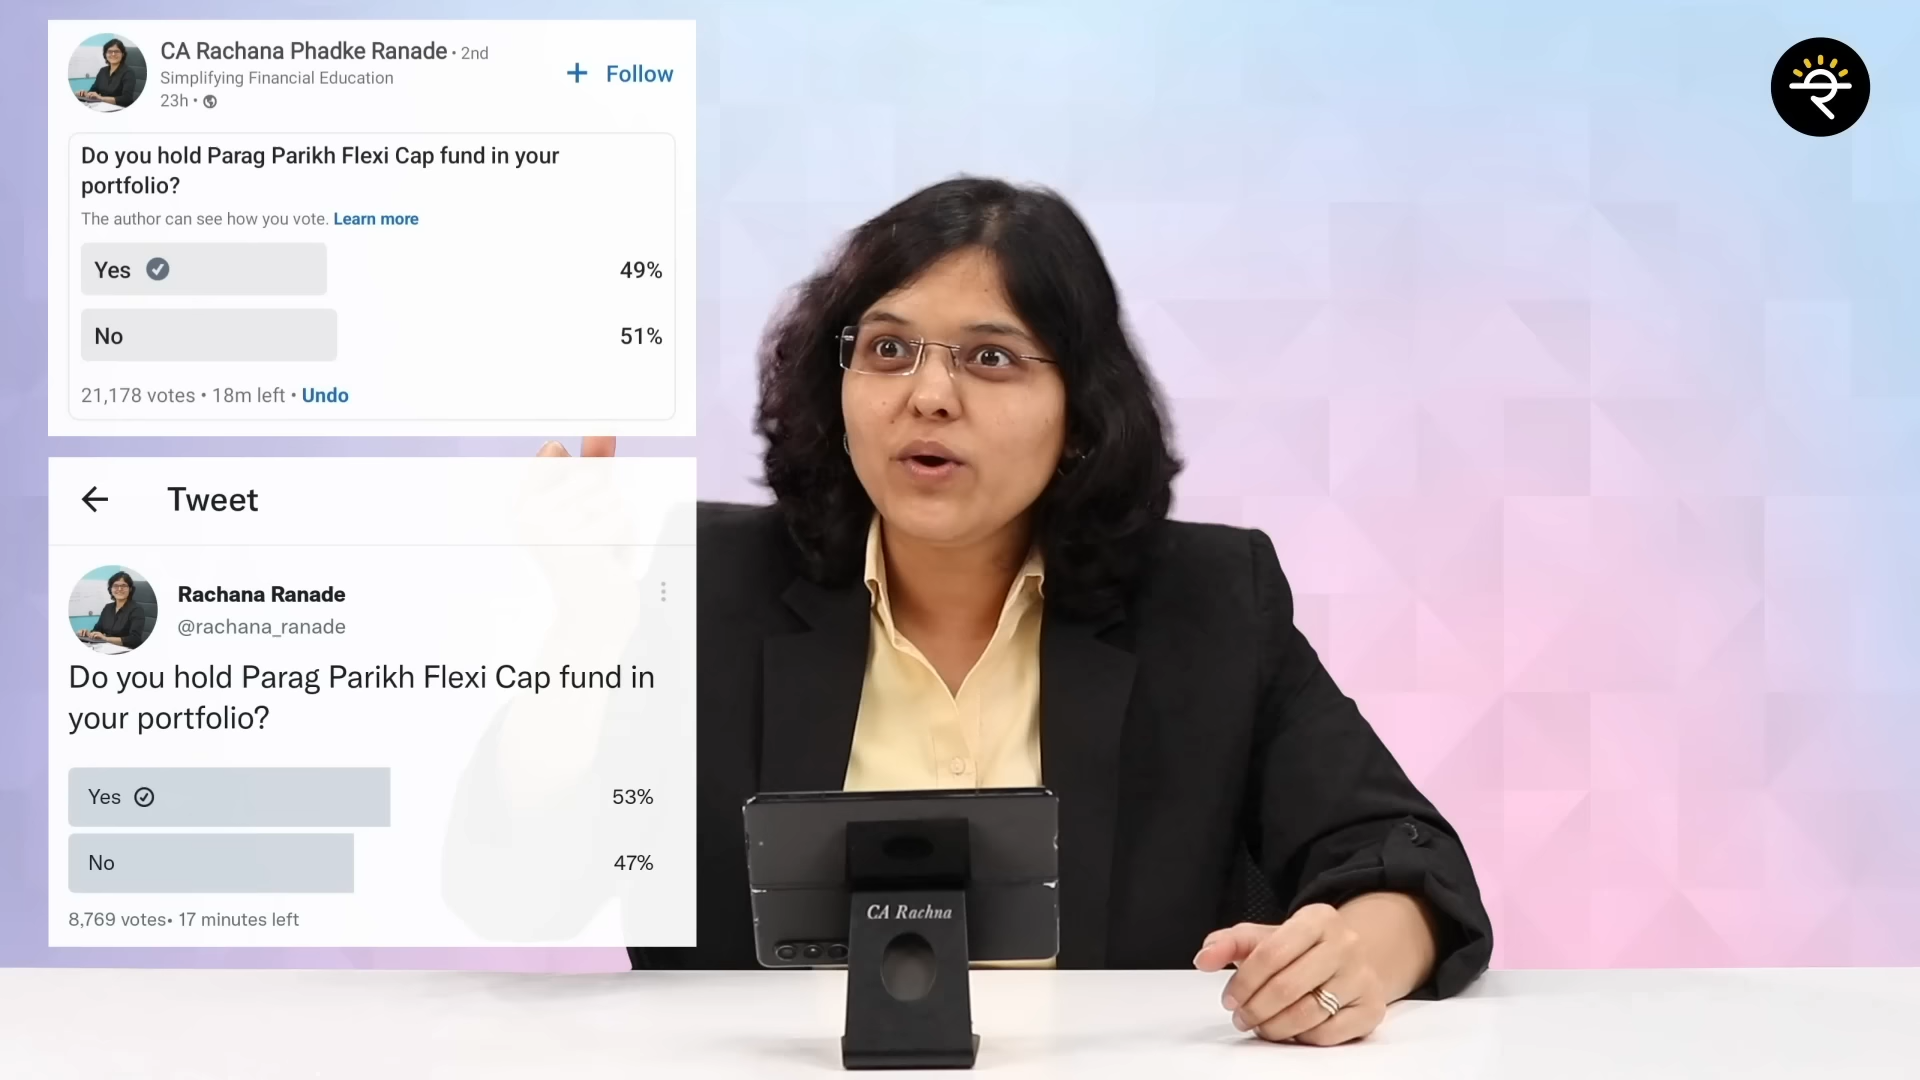 CA Rachana Phadke Ranade • 2nd
Simplifying Financial Education
23h •
+ Follow
Do you hold Parag Parikh Flexi Cap fund in your
portfolio?
The author can see how you vote. Learn more
Yes 49%
No 51%
21,178 votes • 18m left • Undo
Tweet
Rachana Ranade
@rachana_ranade
Do you hold Parag Parikh Flexi Cap fund in
your portfolio?
Yes 53%
No 47%
8,769 votes• 17 minutes left
CA Rachna